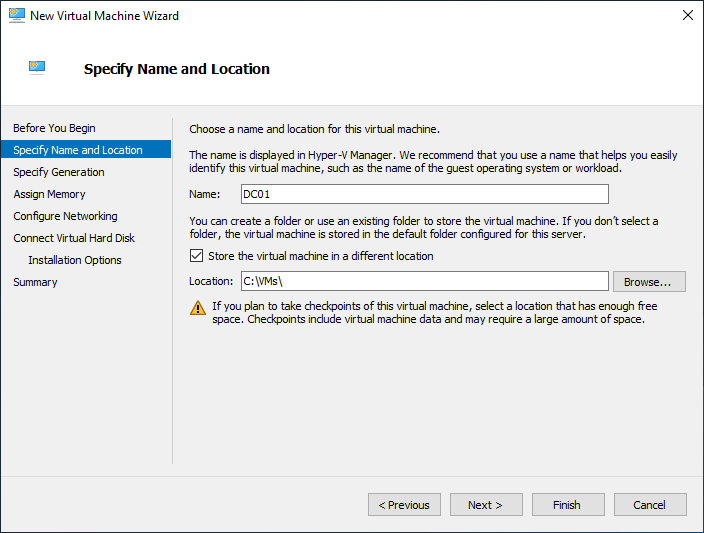 New Virtual Machine Wizard
Specify Name and Location
Before You Begin
Specify Name and Location
Specify Generation
Assign Memory
Configure Networking
Connect Virtual Hard Disk
Installation Options
Summary
Choose a name and location for this virtual machine.
The name is displayed in Hyper-V Manager. We recommend that you use a name that helps you easily
identify this virtual machine, such as the name of the guest operating system or workload.
Name: DC01
You can create a folder or use an existing folder to store the virtual machine. If you don't select a
folder, the virtual machine is stored in the default folder configured for this server.
Store the virtual machine in a different location
Location: C:\VMs\ Browse...
If you plan to take checkpoints of this virtual machine, select a location that has enough free
space. Checkpoints include virtual machine data and may require a large amount of space.
< Previous Next > Finish Cancel